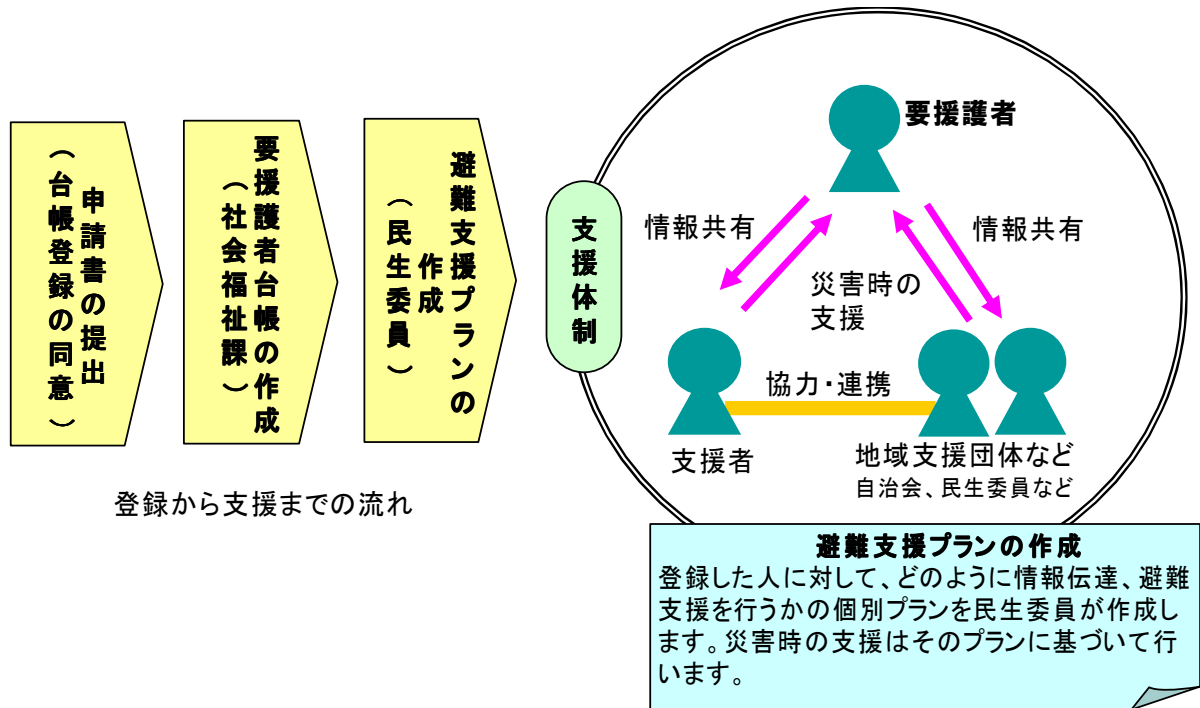 申請書の提出
（台帳登録の同意）
要援護者台帳の作成
（社会福祉課）
避難支援プランの
作成
（民生委員）
登録から支援までの流れ
支援体制
要援護者
情報共有
情報共有
災害時の
支援
協力・連携
支援者
地域支援団体など
自治会、民生委員など
避難支援プランの作成
登録した人に対して、どのように情報伝達、避難
支援を行うかの個別プランを民生委員が作成し
ます。災害時の支援はそのプランに基づいて行
います。